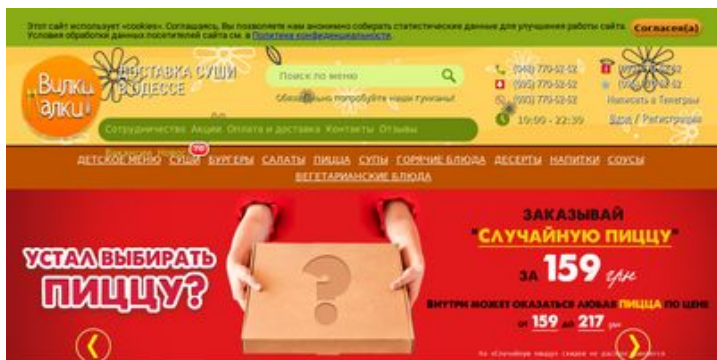 Этот сайт использует «cookies». Соглашаясь, Вы позволяете нам анонимно собирать статистические данные для улучшения работы сайта.
Условия обработки данных посетителей сайта см. в Политике конфиденциальности.
Согласен(а)
Вилки
палки
ДОСТАВКА СУШИ
В ОДЕССЕ
Поиск по меню
Обязательно попробуйте наши гунканы!
(048) 770-52-52
(093) 770-52-52
10:00 - 22:30
Написать в Телеграм
Вход / Регистрация
Сотрудничество Акции Оплата и доставка Контакты Отзывы
ДЕТСКОЕ МЕНЮ СУШИ БУРГЕРЫ САЛАТЫ ПИЦЦА СУПЫ ГОРЯЧИЕ БЛЮДА ДЕСЕРТЫ НАПИТКИ СОУСЫ
ВЕГЕТАРИАНСКИЕ БЛЮДА
УСТАЛ ВЫБИРАТЬ
ПИЦЦУ?
ЗАКАЗЫВАЙ
"СЛУЧАЙНУЮ ПИЦЦУ"
ЗА 159 грн
ВНУТРИ МОЖЕТ ОКАЗАТЬСЯ ЛЮБАЯ ПИЦЦА ПО ЦЕНЕ
от 159 до 217 грн